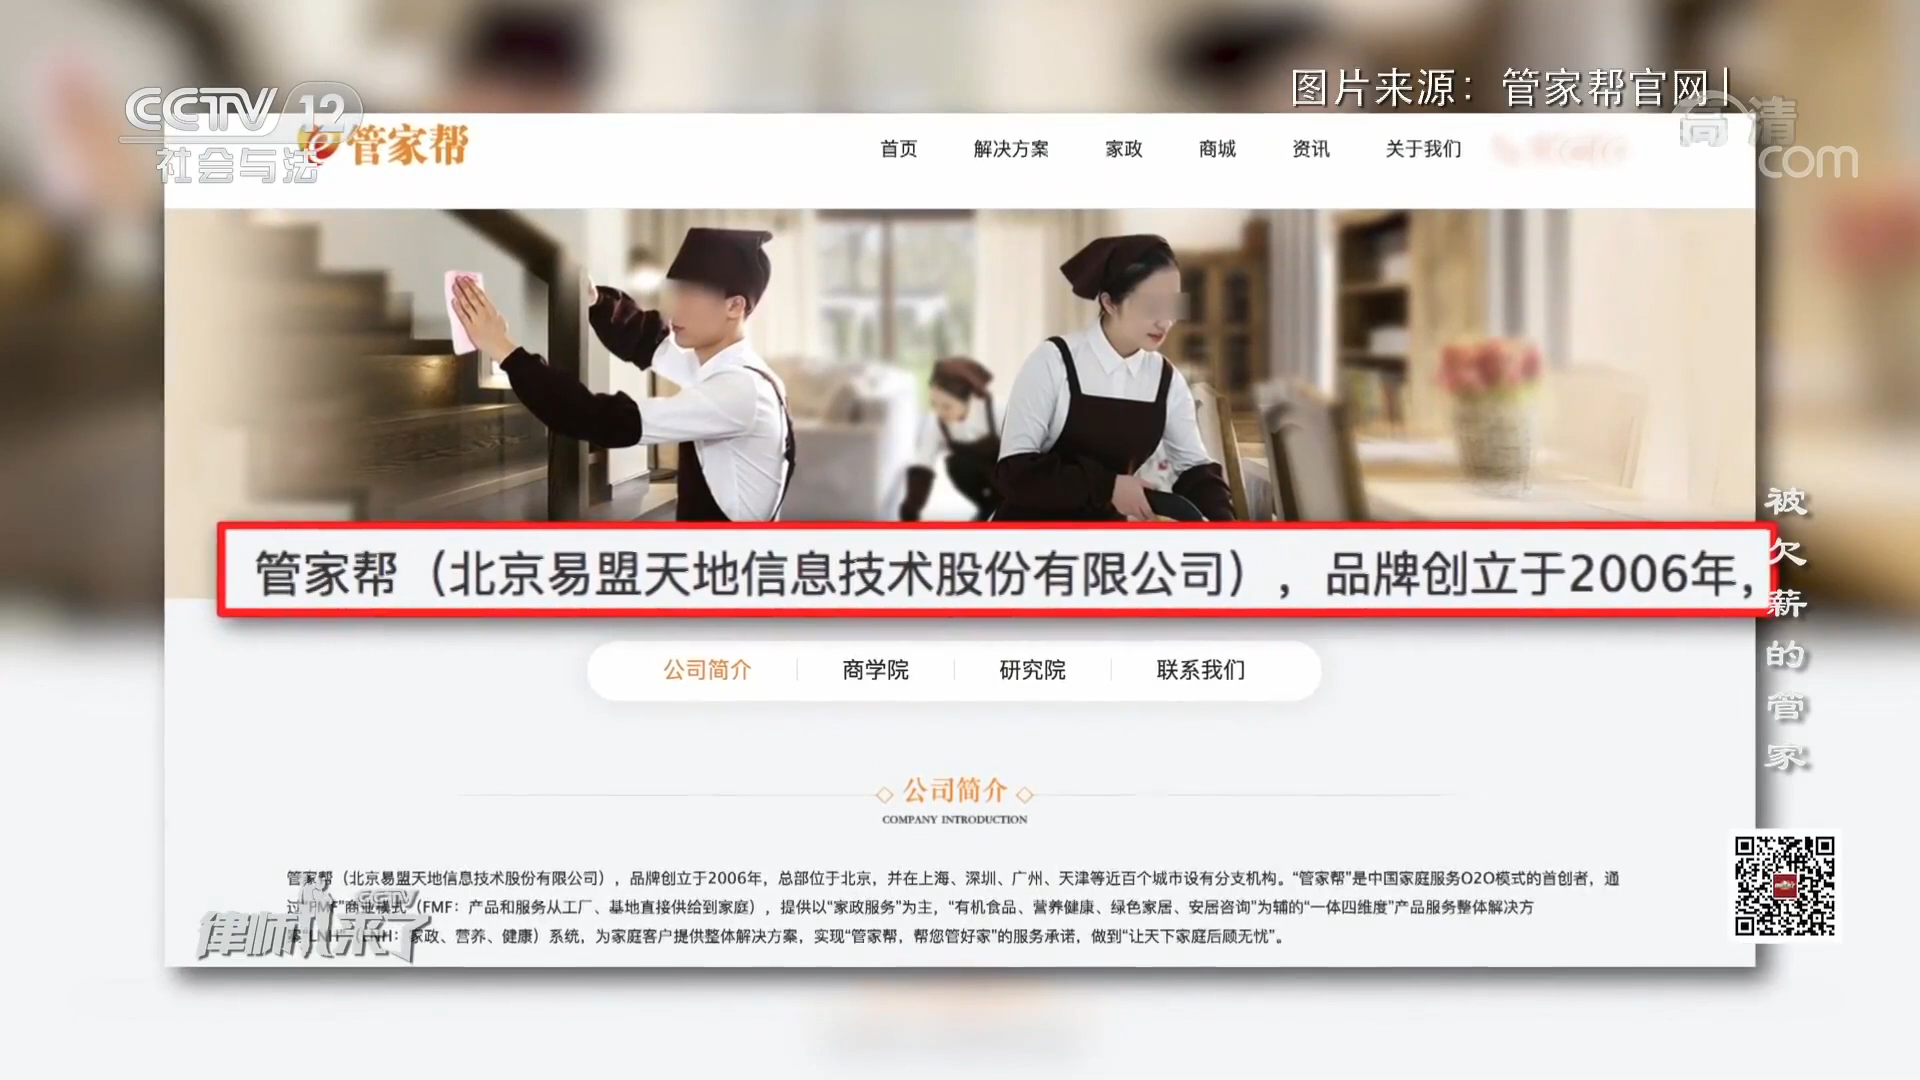 图片来源：管家帮官网
CCTV 12
社会与法
高清
com
管家帮
首页 解决方案 家政 商城 资讯 关于我们
管家帮（北京易盟天地信息技术股份有限公司），品牌创立于2006年，
被欠薪的管家
公司简介 商学院 研究院 联系我们
公司简介
COMPANY INTRODUCTION
管家帮（北京易盟天地信息技术股份有限公司），品牌创立于2006年，总部位于北京，并在上海、深圳、广州、天津等近百个城市设有分支机构。“管家帮”是中国家庭服务O2O模式的首创者，通
过“FMF”商业模式（FMF：产品和服务从工厂、基地直接供给到家庭），提供以“家政服务”为主，“有机食品、营养健康、绿色家居、安居咨询”为辅的“一体四维度”产品服务整体解决方
家政、营养、健康）系统，为家庭客户提供整体解决方案，实现“管家帮，帮您管好家”的服务承诺，做到“让天下家庭后顾无忧”。
CCTV
律师来了